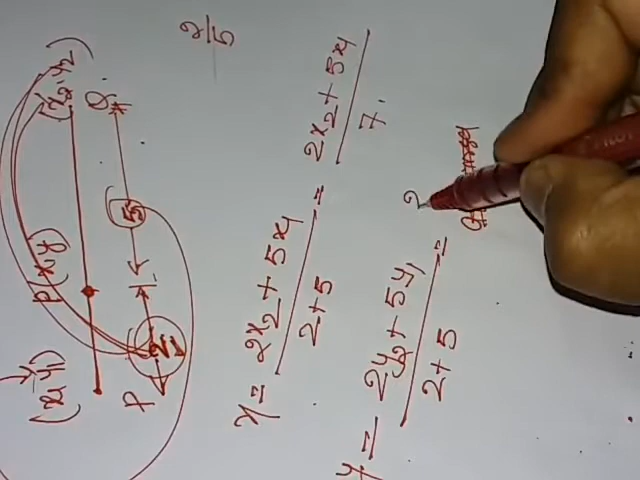 (x₁, y₁) P(x, y) (x₂, y₂)
P 2 5 Q
2/5
x = (2x₂ + 5x₁)/(2+5) = (2x₂ + 5x₁)/7.
y = (2y₂ + 5y₁)/(2+5) = 2